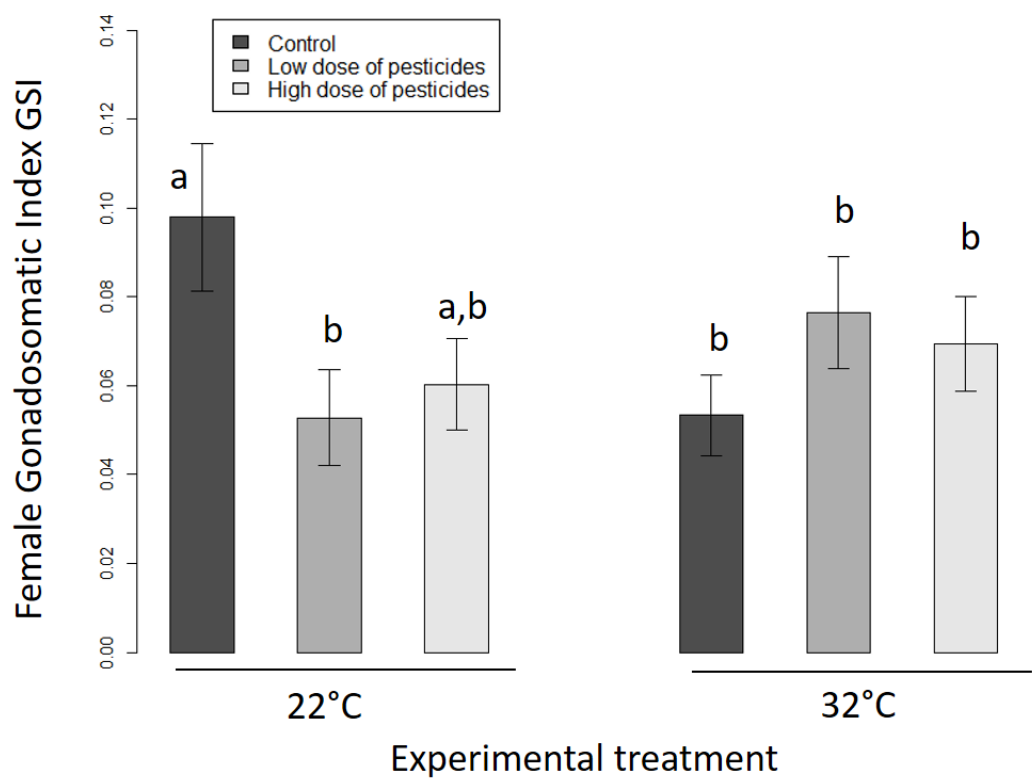 Female Gonadosomatic Index GSI
0.14
0.12
0.10
0.08
0.06
0.04
0.02
0.00
Control
Low dose of pesticides
High dose of pesticides
a
b
a,b
b
b
b
22°C
32°C
Experimental treatment